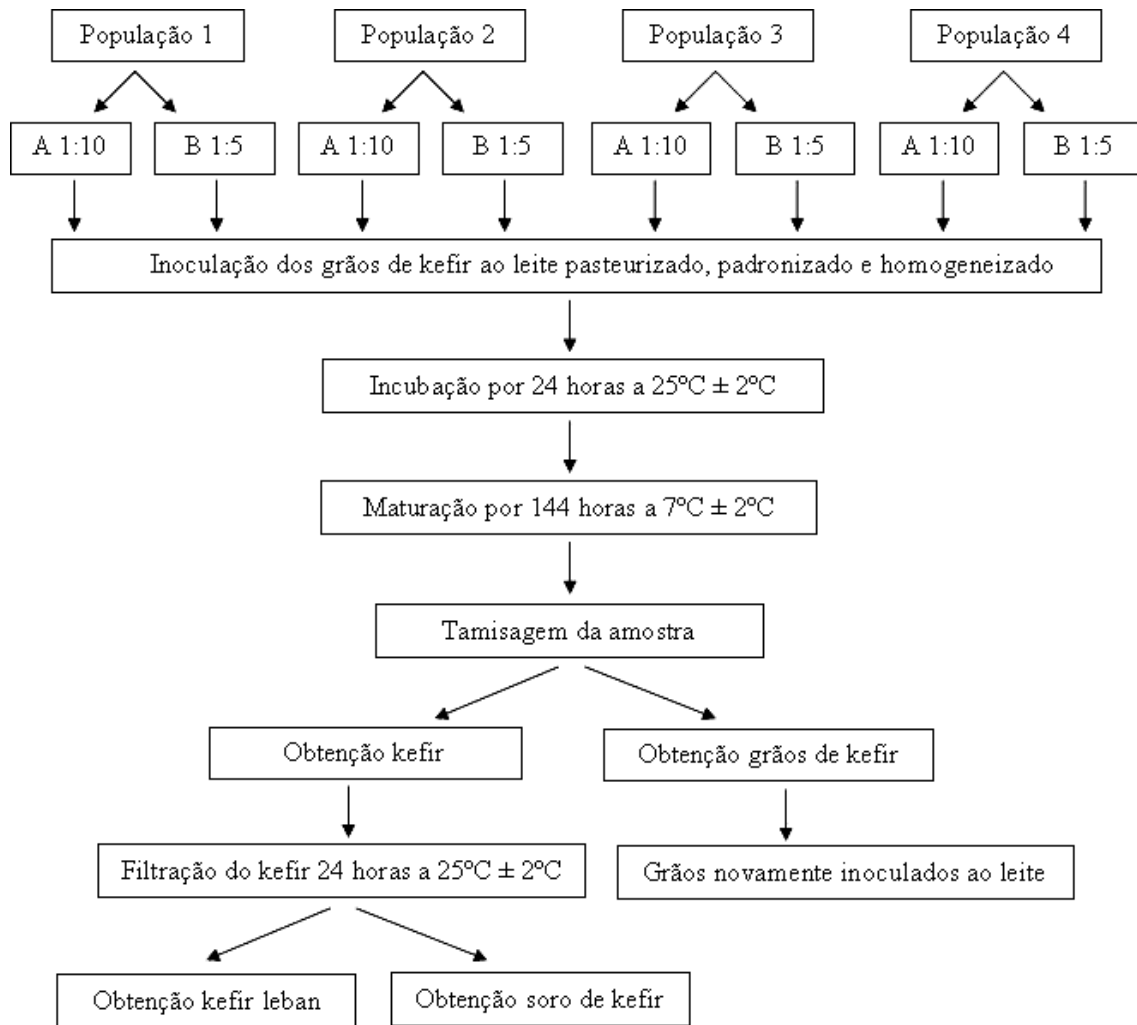 População 1
População 2
População 3
População 4
A 1:10
B 1:5
A 1:10
B 1:5
A 1:10
B 1:5
A 1:10
B 1:5
Inoculação dos grãos de kefir ao leite pasteurizado, padronizado e homogeneizado
Incubação por 24 horas a 25ºC ± 2ºC
Maturação por 144 horas a 7ºC ± 2ºC
Tamisagem da amostra
Obtenção kefir
Obtenção grãos de kefir
Filtração do kefir 24 horas a 25ºC ± 2ºC
Grãos novamente inoculados ao leite
Obtenção kefir leban
Obtenção soro de kefir